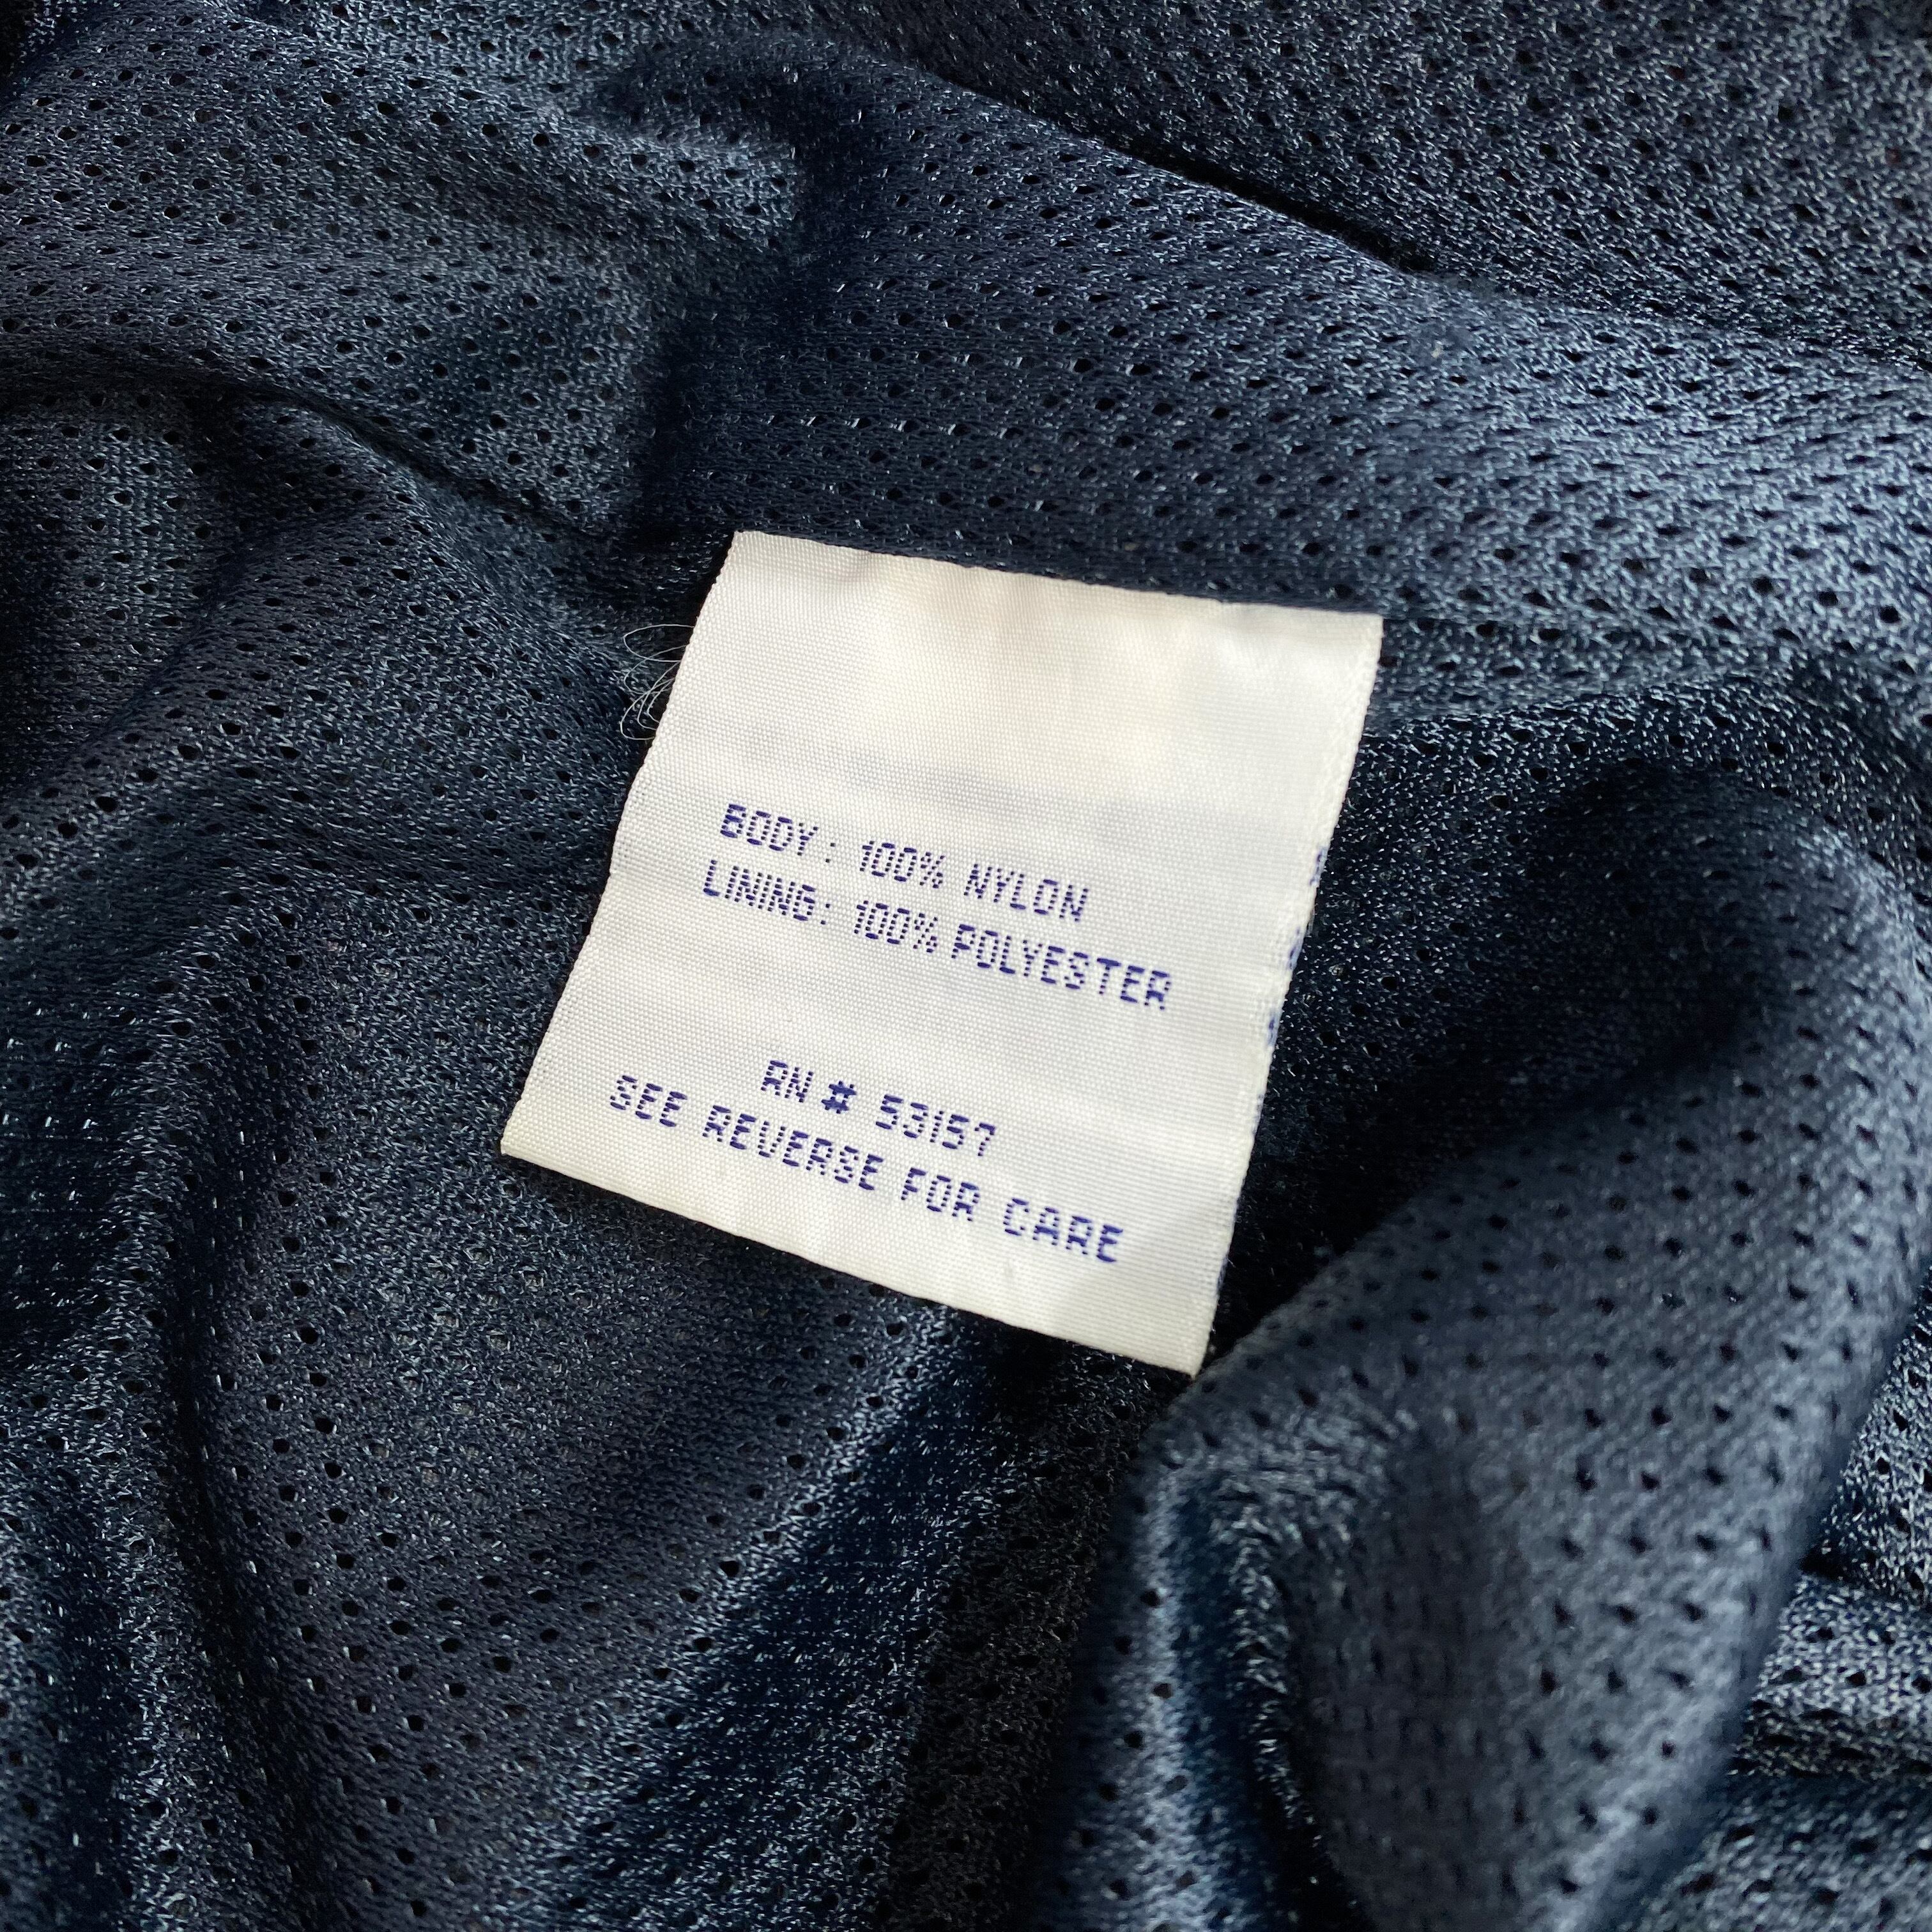 BODY: 100% NYLON
LINING: 100% POLYESTER
RN # 53157
SEE REVERSE FOR CARE